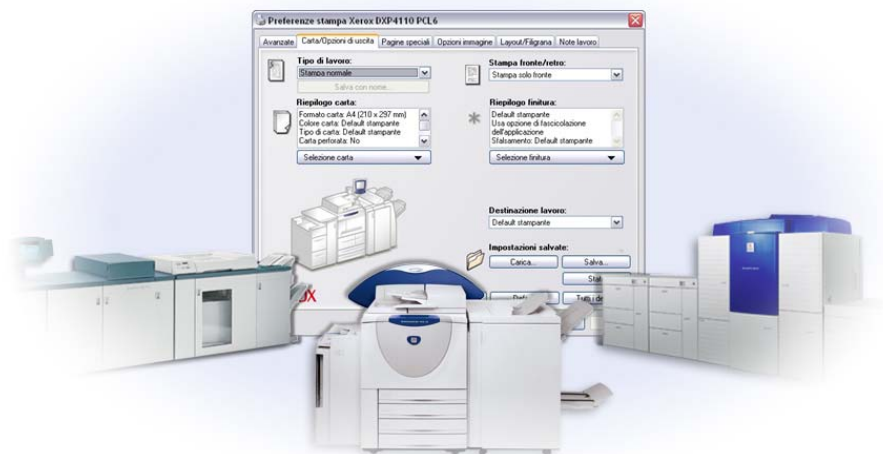 Preferenze stampa Xerox DXP4110 PCL6
Avanzate
Carta/Opzioni di uscita
Pagine speciali
Opzioni immagine
Layout/Filigrana
Note lavoro
Tipo di lavoro:
Stampa normale
Salva con nome...
Stampa fronte/retro:
Stampa solo fronte
Riepilogo carta:
Formato carta: A4 (210 x 297 mm)
Colore carta: Default stampante
Tipo di carta: Default stampante
Carta perforata: No
Selezione carta
Riepilogo finitura:
Default stampante
Usa opzione di fascicolazione
dell'applicazione
Sfalsamento: Default stampante
Selezione finitura
Destinazione lavoro:
Default stampante
Impostazioni salvate:
Carica...
Salva...